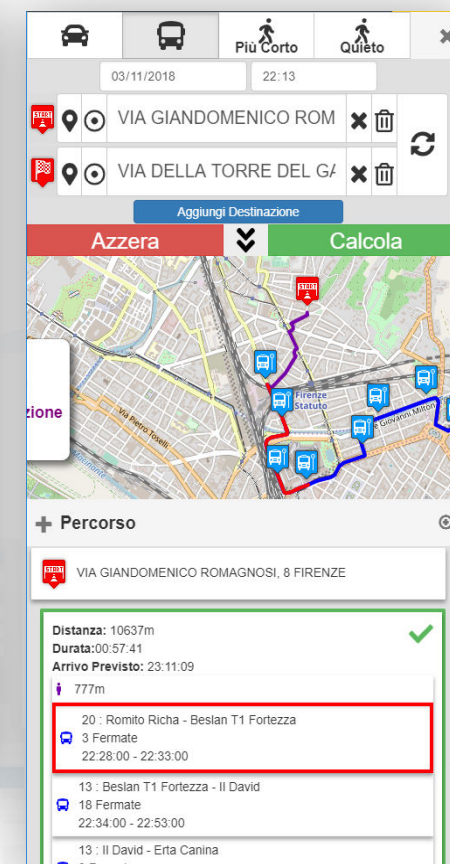 Più Corto
Quieto
03/11/2018
22:13
START
VIA GIANDOMENICO ROM
VIA DELLA TORRE DEL GA
Aggiungi Destinazione
Azzera
Calcola
START
zione
Via Pietro Toselli
Firenze
Statuto
e Giovanni Milton
Percorso
START
VIA GIANDOMENICO ROMAGNOSI, 8 FIRENZE
Distanza: 10637m
Durata:00:57:41
Arrivo Previsto: 23:11:09
777m
20 : Romito Richa - Beslan T1 Fortezza
3 Fermate
22:28:00 - 22:33:00
13 : Beslan T1 Fortezza - Il David
18 Fermate
22:34:00 - 22:53:00
13 : Il David - Erta Canina